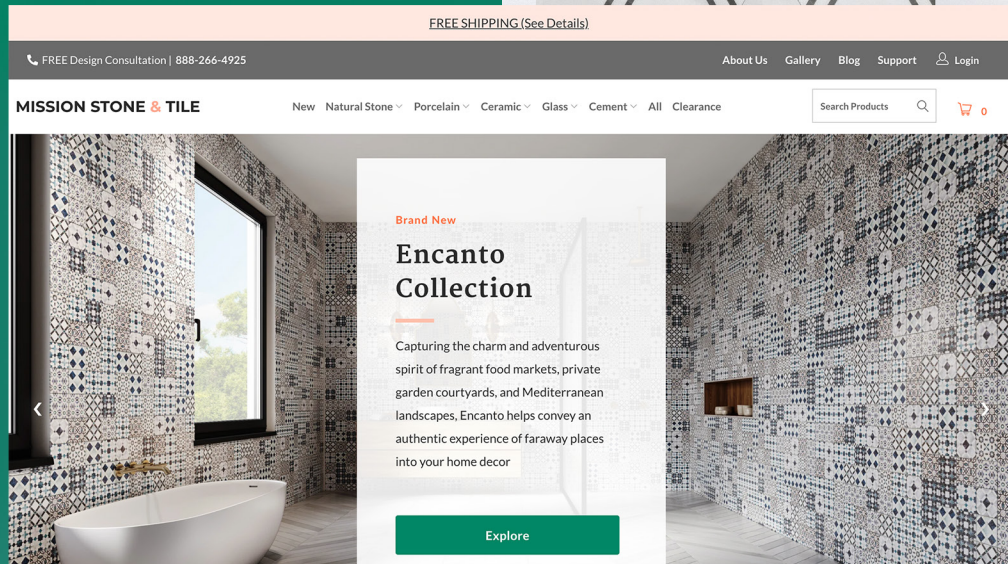 FREE SHIPPING (See Details)
FREE Design Consultation | 888-266-4925
About Us Gallery Blog Support Login
MISSION STONE & TILE
New Natural Stone Porcelain Ceramic Glass Cement All Clearance
Search Products
0
Brand New
Encanto
Collection
Capturing the charm and adventurous
spirit of fragrant food markets, private
garden courtyards, and Mediterranean
landscapes, Encanto helps convey an
authentic experience of faraway places
into your home decor
Explore